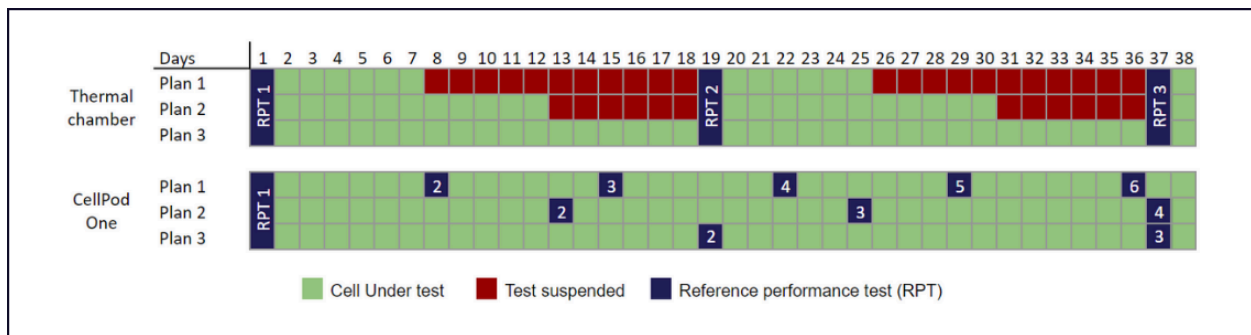 Days 1 2 3 4 5 6 7 8 9 10 11 12 13 14 15 16 17 18 19 20 21 22 23 24 25 26 27 28 29 30 31 32 33 34 35 36 37 38
Thermal chamber
Plan 1
Plan 2
Plan 3
RPT 1
RPT 2
RPT 3
CellPod One
RPT 1
Plan 1 2 3 4 5 6
Plan 2 2 3 4
Plan 3 2 3
Cell Under test Test suspended Reference performance test (RPT)